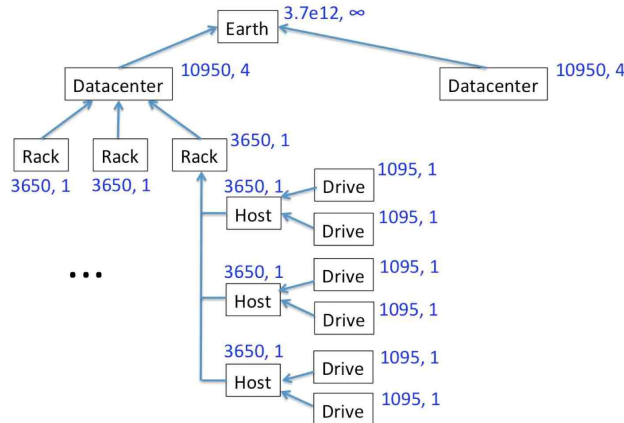 3.7e12, ∞
Earth
10950, 4
Datacenter
10950, 4
Datacenter
Rack
3650, 1
Rack
3650, 1
3650, 1
Rack
3650, 1
Host
1095, 1
Drive
1095, 1
Drive
...
3650, 1
Host
1095, 1
Drive
1095, 1
Drive
3650, 1
Host
1095, 1
Drive
1095, 1
Drive